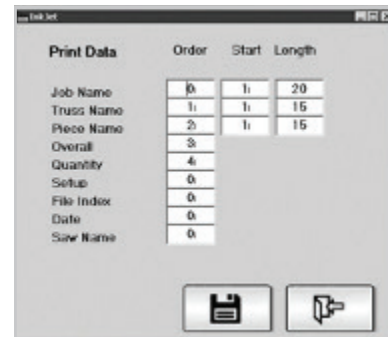 InkJet
Print Data Order Start Length
Job Name 0 1 20
Truss Name 1 1 15
Piece Name 2 1 15
Overall 3
Quantity 4
Setup 0
File Index 0
Date 0
Saw Name 0